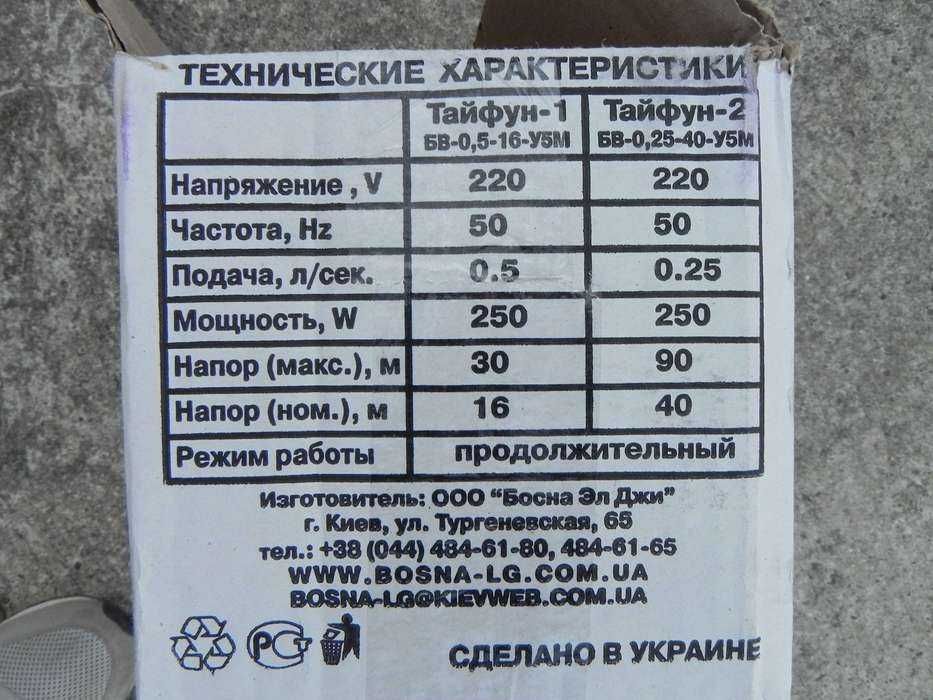 ТЕХНИЧЕСКИЕ ХАРАКТЕРИСТИКИ
Тайфун-1 Тайфун-2
БВ-0,5-16-У5М БВ-0,25-40-У5М
Напряжение , V 220 220
Частота, Hz 50 50
Подача, л/сек. 0.5 0.25
Мощность, W 250 250
Напор (макс.), м 30 90
Напор (ном.), м 16 40
Режим работы продолжительный
Изготовитель: ООО "Босна Эл Джи"
г. Киев, ул. Тургеневская, 65
тел.: +38 (044) 484-61-80, 484-61-65
WWW.BOSNA-LG.COM.UA
BOSNA-LG@KIEVWEB.COM.UA
РСТ
СДЕЛАНО В УКРАИНЕ